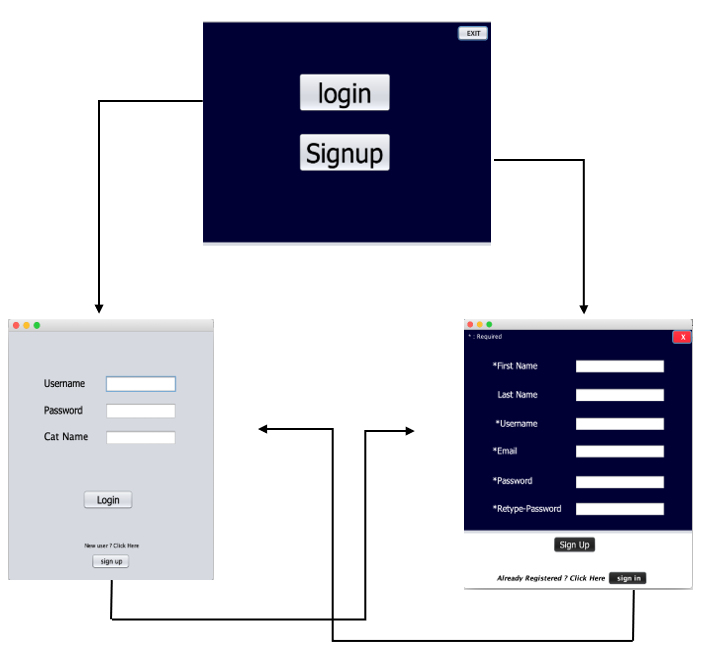 EXIT
login
Signup
Username
Password
Cat Name
Login
New user ? Click Here
sign up
* : Required
X
*First Name
Last Name
*Username
*Email
*Password
*Retype-Password
Sign Up
Already Registered ? Click Here sign in